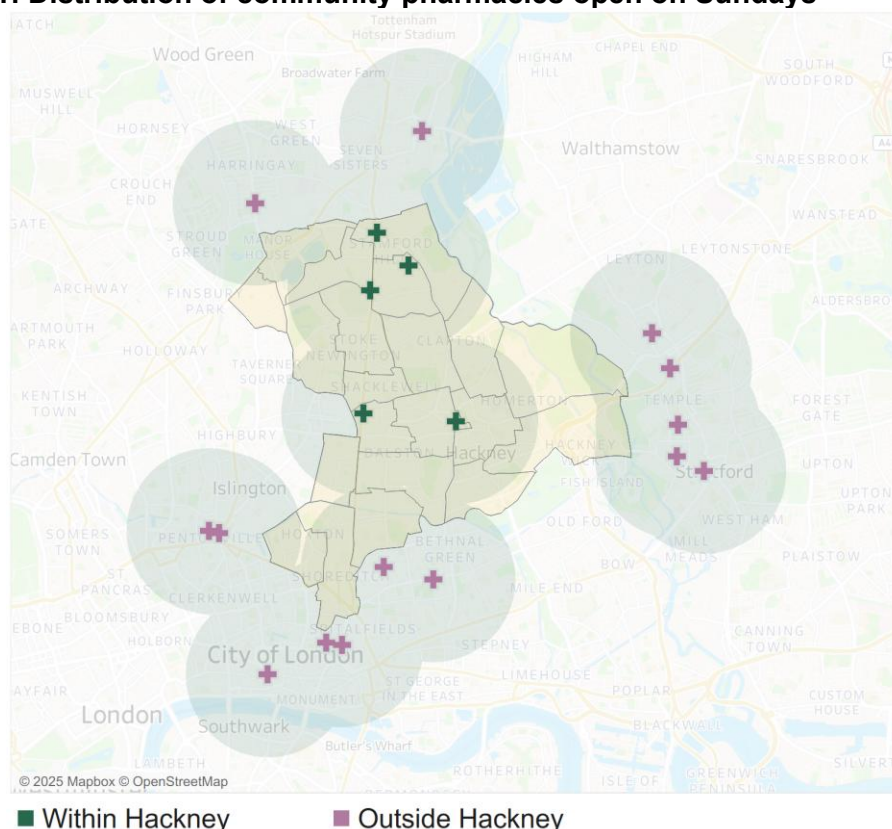 Distribution of community pharmacies open on Sundays
Tottenham
Hotspur Stadium
Wood Green
CHAPEL END
HIGHAM
HILL
Broadwater Farm
SOUTH
WOODFORD
MUSWELL
HILL
HORNSEY
WEST
GREEN
SEVEN
SISTERS
Walthamstow
SNARESBROOK
HARRINGAY
CROUCH
END
WANSTEAD
STROUD
GREEN
MANOR
HOUSE
STAMFORD
LEYTONSTONE
LEYTON
ARCHWAY
FINSBURY
PARK
ALDERSBRO
DARTMOUTH
PARK
HOLLOWAY
STOKE
NEWINGTON
CLAPTON
TAVERNER
SQUARE
SHACKLEWELL
KENTISH
TOWN
HOMERTON
TEMPLE
FOREST
GATE
HIGHBURY
HACKNEY
WICK
DALSTON
Hackney
Camden Town
Stratford
UPTON
FISH ISLAND
Islington
UPTON
PARK
WEST HAM
OLD FORD
SOMERS
TOWN
PENTONVILLE
HOXTON
BETHNAL
GREEN
MILL
MEADS
BOW
PLAISTOW
ST
PANCRAS
SHOREDITCH
MILE END
CLERKENWELL
BLOOMSBURY
HOLBORN
SPITALFIELDS
STEPNEY
CANNING
TOWN
City of London
LIMEHOUSE
ST GEORGE
IN THE EAST
POPLAR
MAYFAIR
MONUMENT
CUSTOM
HOUSE
London
Southwark
BLACKWALL
Butler's Wharf
LAMBETH
ROTHERHITHE
SILVERT
ISLE OF
GREENWICH
PENINSULA
© 2025 Mapbox © OpenStreetMap
Within Hackney
Outside Hackney